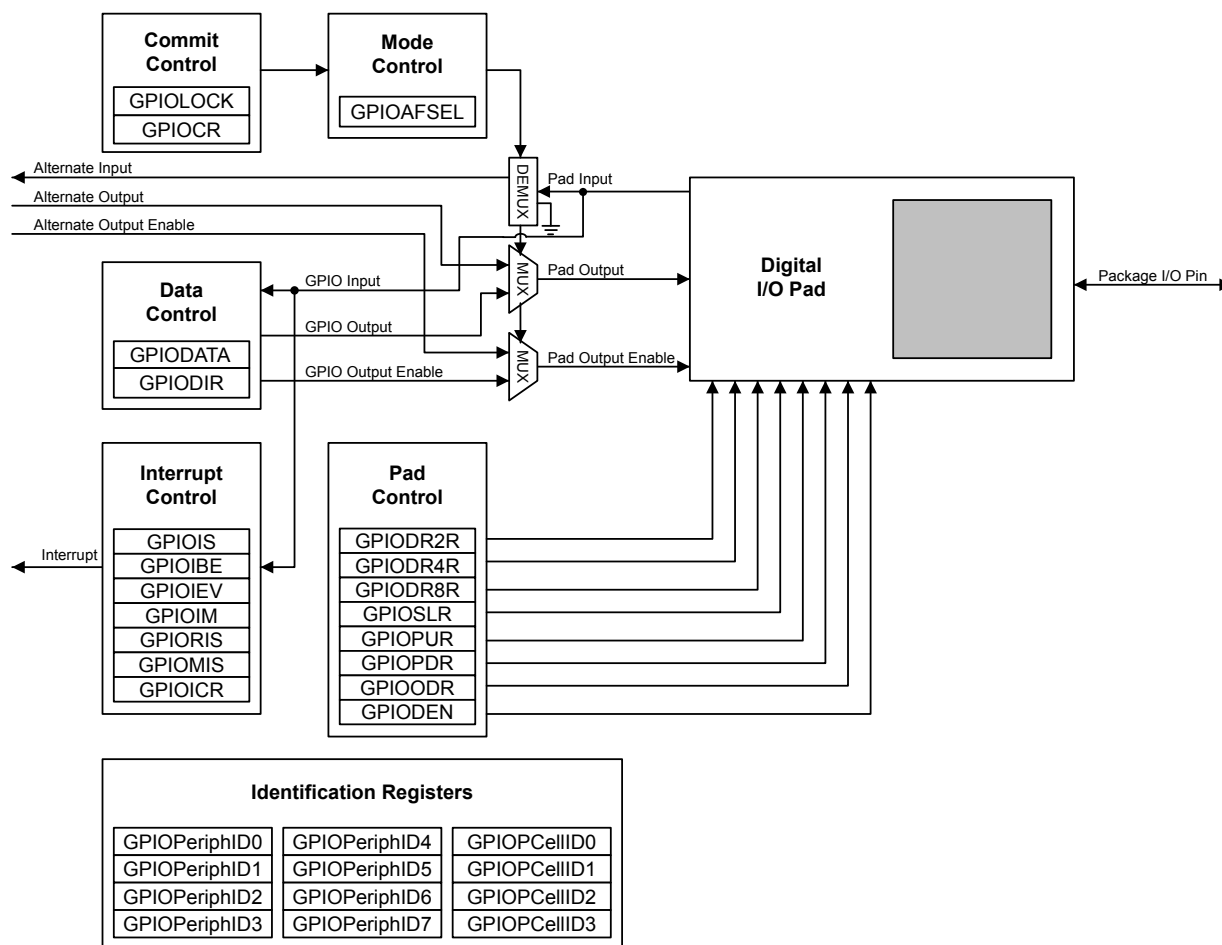 Commit
Control
GPIOLOCK
GPIOCR
Mode
Control
GPIOAFSEL
Alternate Input
Alternate Output
Alternate Output Enable
DEMUX
Pad Input
MUX
Pad Output
MUX
Pad Output Enable
Digital
I/O Pad
Package I/O Pin
Data
Control
GPIODATA
GPIODIR
GPIO Input
GPIO Output
GPIO Output Enable
Interrupt
Control
GPIOIS
GPIOIBE
GPIOIEV
GPIOIM
GPIORIS
GPIOMIS
GPIOICR
Interrupt
Pad
Control
GPIODR2R
GPIODR4R
GPIODR8R
GPIOSLR
GPIOPUR
GPIOPDR
GPIOODR
GPIODEN
Identification Registers
GPIOPeriphID0
GPIOPeriphID1
GPIOPeriphID2
GPIOPeriphID3
GPIOPeriphID4
GPIOPeriphID5
GPIOPeriphID6
GPIOPeriphID7
GPIOPCellID0
GPIOPCellID1
GPIOPCellID2
GPIOPCellID3